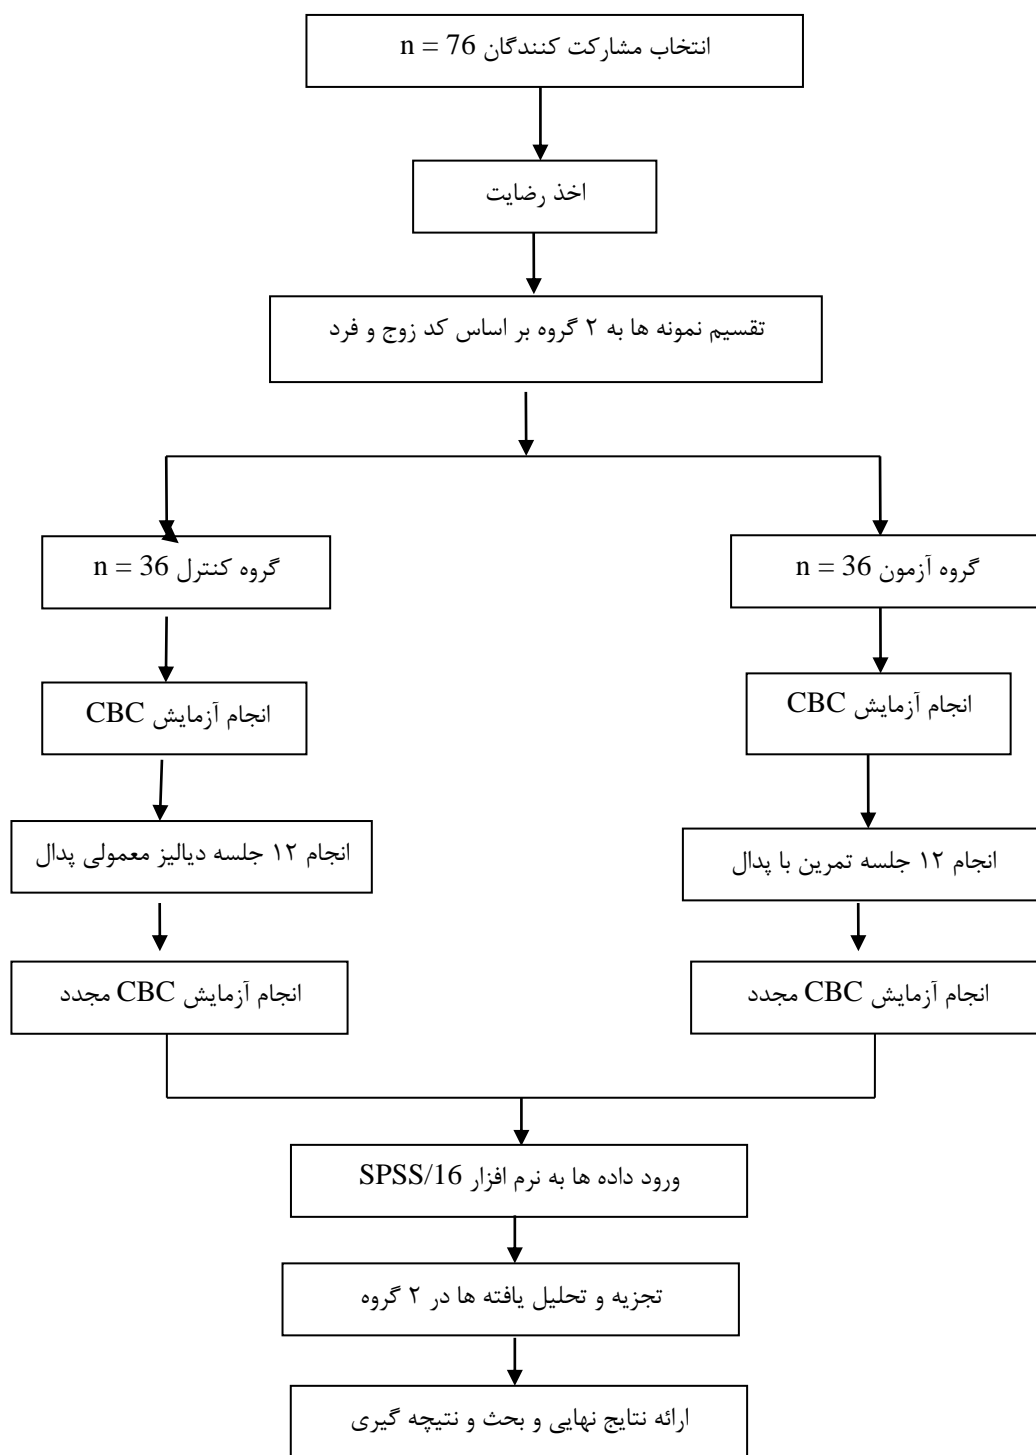 انتخاب مشارکت کنندگان n = 76
اخذ رضایت
تقسیم نمونه ها به ۲ گروه بر اساس کد زوج و فرد
گروه آزمون n = 36
گروه کنترل n = 36
انجام آزمایش CBC
انجام آزمایش CBC
انجام ۱۲ جلسه تمرین با پدال
انجام ۱۲ جلسه دیالیز معمولی پدال
انجام آزمایش CBC مجدد
انجام آزمایش CBC مجدد
ورود داده ها به نرم افزار SPSS/16
تجزیه و تحلیل یافته ها در ۲ گروه
ارائه نتایج نهایی و بحث و نتیچه گیری